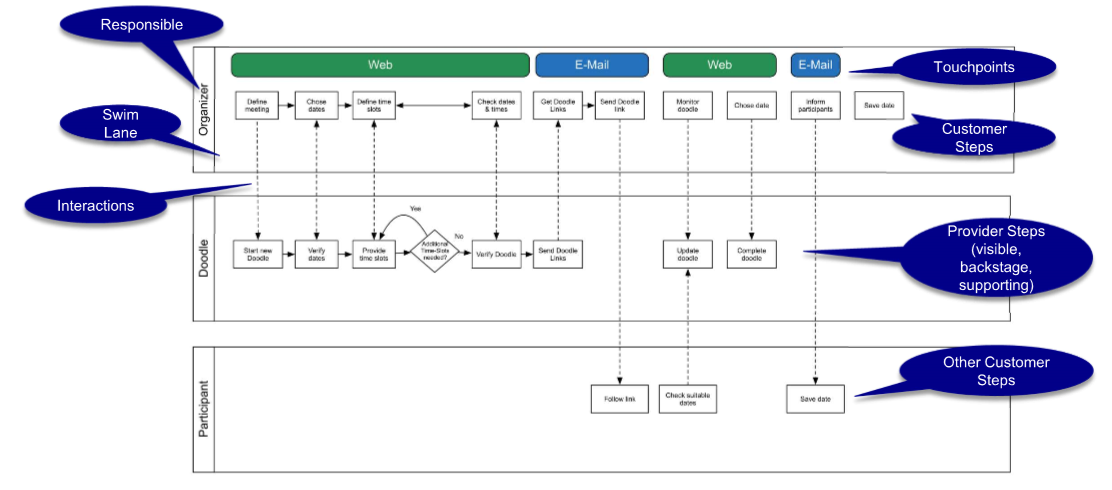 Responsible
Web
E-Mail
Web
E-Mail
Touchpoints
Organizer
Define
meeting
Chose
dates
Define time
slots
Check dates
& times
Get Doodle
Links
Send Doodle
link
Monitor
doodle
Chose date
Inform
participants
Save date
Swim
Lane
Customer
Steps
Interactions
Doodle
Yes
No
Start new
Doodle
Verify
dates
Provide
time slots
Additional
Time-Slots
needed?
Verify Doodle
Send Doodle
Links
Update
doodle
Complete
doodle
Provider Steps
(visible,
backstage,
supporting)
Participant
Follow link
Check suitable
dates
Save date
Other Customer
Steps